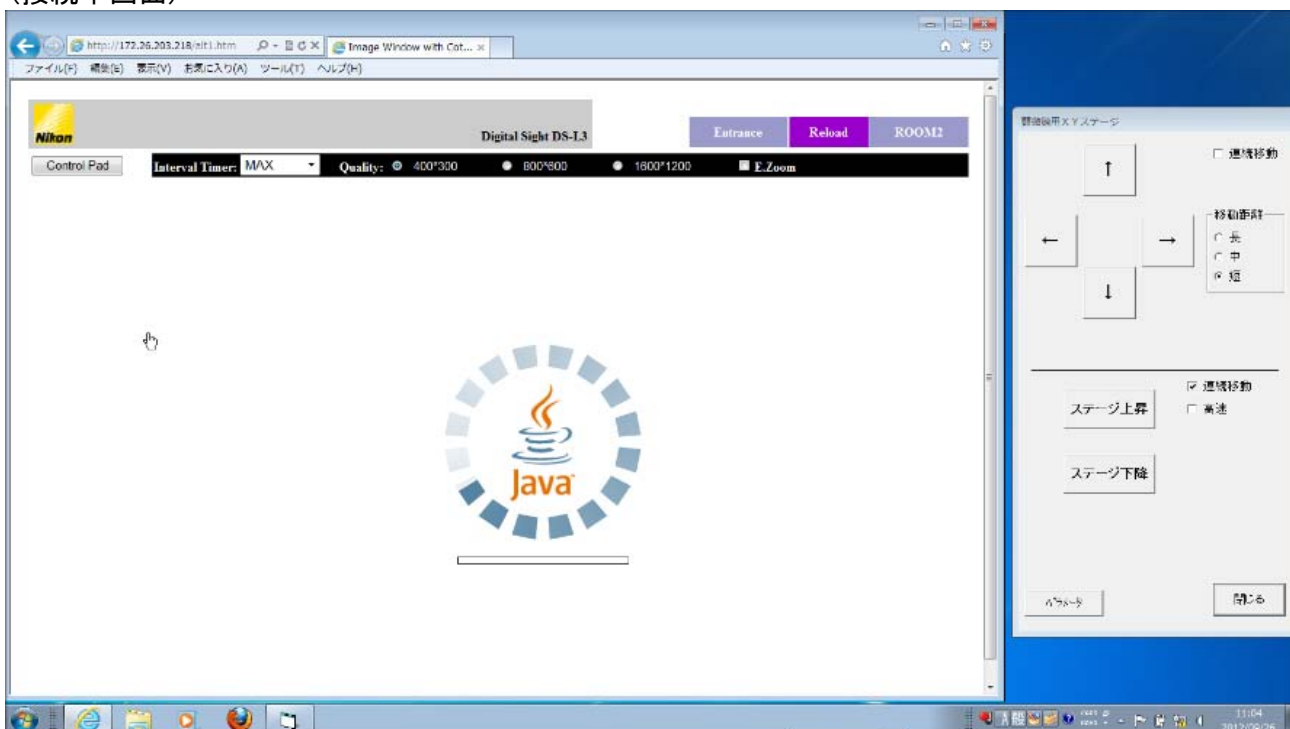 (接続中画面)
http://172.26.203.218/elt1.htm
Image Window with Cot...
ファイル(F) 編集(E) 表示(V) お気に入り(A) ツール(T) ヘルプ(H)
Nikon
Digital Sight DS-L3
Entrance
Reload
ROOM2
Control Pad
Interval Timer: MAX
Quality: 400*300 800*600 1600*1200
E.Zoom
Java
XYステージ
↑
連続移動
移動距離
← →
長
中
短
↓
連続移動
ステージ上昇
高速
ステージ下降
パラメータ
閉じる
A 般
11:04
2012/09/26